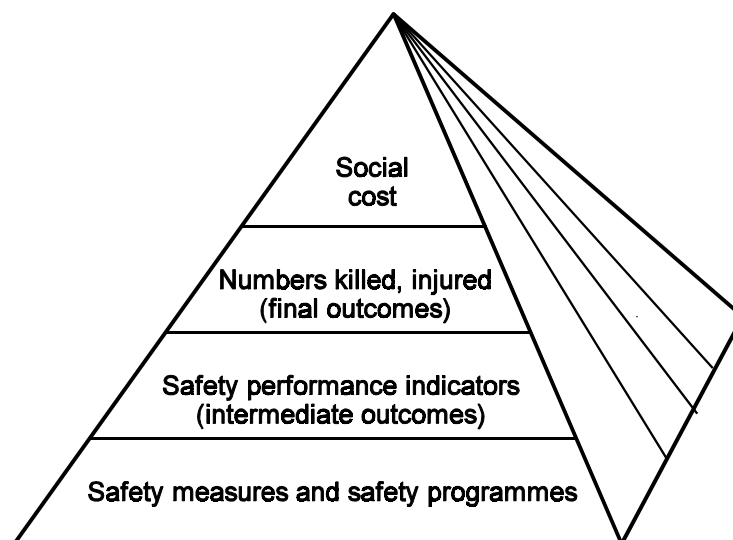 Social
cost
Numbers killed, injured
(final outcomes)
Safety performance indicators
(intermediate outcomes)
Safety measures and safety programmes